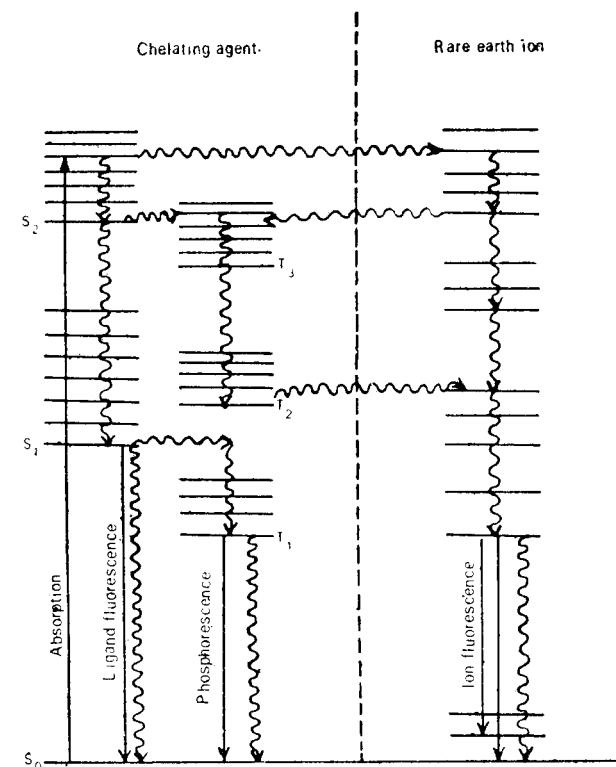 Chelating agent.
Rare earth ion
S2
T3
T2
S1
T1
Absorption
Ligand fluorescence
Phosphorescence
Ion fluorescence
S0